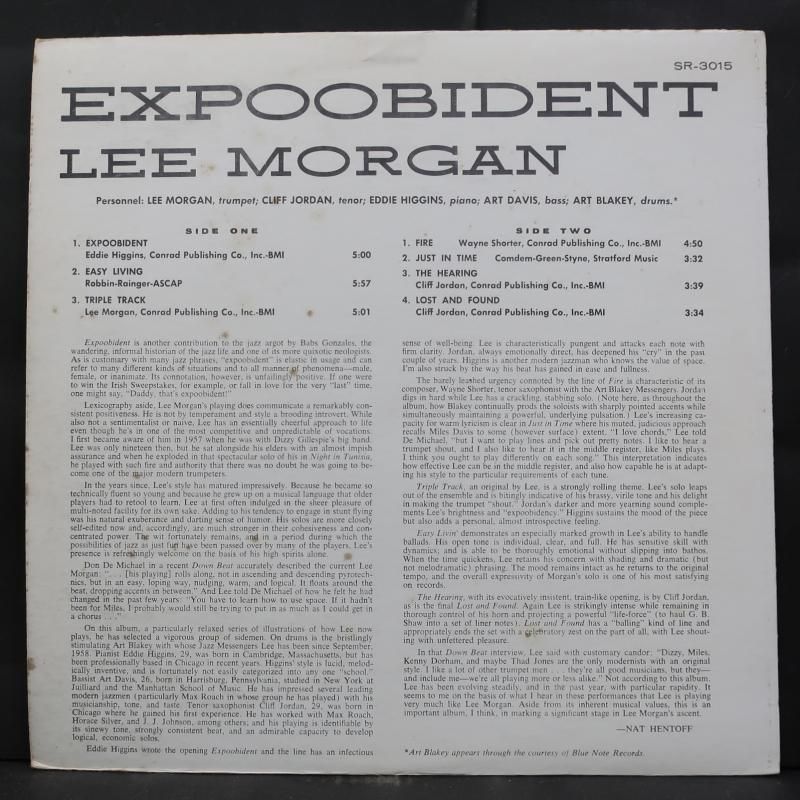 SR-3015
EXPOOBIDENT
LEE MORGAN
Personnel: LEE MORGAN, trumpet; CLIFF JORDAN, tenor; EDDIE HIGGINS, piano; ART DAVIS, bass; ART BLAKEY, drums.*
SIDE ONE
1. EXPOOBIDENT
Eddie Higgins, Conrad Publishing Co., Inc.-BMI 5:00
2. EASY LIVING
Robbin-Rainger-ASCAP 5:57
3. TRIPLE TRACK
Lee Morgan, Conrad Publishing Co., Inc.-BMI 5:01
SIDE TWO
1. FIRE Wayne Shorter, Conrad Publishing Co., Inc.-BMI 4:50
2. JUST IN TIME Comdem-Green-Styne, Stratford Music 3:32
3. THE HEARING
Cliff Jordan, Conrad Publishing Co., Inc.-BMI 3:39
4. LOST AND FOUND
Cliff Jordan, Conrad Publishing Co., Inc.-BMI 3:34
Expoobident is another contribution to the jazz argot by Babs Gonzales, the
wandering, informal historian of the jazz life and one of its more quixotic neologists.
As is customary with many jazz phrases, "expoobident" is elastic in usage and can
refer to many different kinds of situations and to all manner of phenomena—male,
female, or inanimate. Its connotation, however, is unfailingly positive. If one were
to win the Irish Sweepstakes, for example, or fall in love for the very "last" time,
one might say, "Daddy, that's expoobident!"
Lexicography aside, Lee Morgan's playing does communicate a remarkably con-
sistent positiveness. He is not by temperament and style a brooding introvert. While
also not a sentimentalist or naive, Lee has an essentially cheerful approach to life
even though he's in one of the most competitive and unpredictable of vocations.
I first became aware of him in 1957 when he was with Dizzy Gillespie's big band.
Lee was only nineteen then, but he sat alongside his elders with an almost impish
assurance and when he exploded in that spectacular solo of his in Night in Tunisia,
he played with such fire and authority that there was no doubt he was going to be-
come one of the major modern trumpeters.
In the years since, Lee's style has matured impressively. Because he became so
technically fluent so young and because he grew up on a musical language that older
players had to retool to learn, Lee at first often indulged in the sheer pleasure of
multi-noted facility for its own sake. Adding to his tendency to engage in stunt flying
was his natural exuberance and darting sense of humor. His solos are more closely
self-edited now and, accordingly, are much stronger in their cohesiveness and con-
centrated power. The wit fortunately remains, and in a period during which the
possibilities of jazz as just fun have been passed over by many of the players, Lee's
presence is refreshingly welcome on the basis of his high spirits alone.
Don De Michael in a recent Down Beat accurately described the current Lee
Morgan: ". . . [his playing] rolls along, not in ascending and descending pyrotech-
nics, but in an easy, loping way, nudging, warm, and logical. It floats around the
beat, dropping accents in between." And Lee told De Michael of how he felt he had
changed in the past few years: "You have to learn how to use space. If it hadn't
been for Miles, I probably would still be trying to put in as much as I could get in
a chorus . . ."
On this album, a particularly relaxed series of illustrations of how Lee now
plays, he has selected a vigorous group of sidemen. On drums is the bristlingly
stimulating Art Blakey with whose Jazz Messengers Lee has been since September,
1958. Pianist Eddie Higgins, 29, was born in Cambridge, Massachusetts, but has
been professionally based in Chicago in recent years. Higgins' style is lucid, melod-
ically inventive, and is fortunately not easily categorized into any one "school."
Bassist Art Davis, 26, born in Harrisburg, Pennsylvania, studied in New York at
Juilliard and the Manhattan School of Music. He has impressed several leading
modern jazzmen (particularly Max Roach in whose group he has played) with his
musicianship, tone, and taste. Tenor saxophonist Cliff Jordan, 29, was born in
Chicago where he gained his first experience. He has worked with Max Roach,
Horace Silver, and J. J. Johnson, among others, and his playing is identifiable by
its sinewy tone, strongly consistent beat, and an admirable capacity to develop
logical, economic solos.
Eddie Higgins wrote the opening Expoobident and the line has an infectious
sense of well-being. Lee is characteristically pungent and attacks each note with
firm clarity. Jordan, always emotionally direct, has deepened his "cry" in the past
couple of years. Higgins is another modern jazzman who knows the value of space.
I'm also struck by the way his beat has gained in ease and fullness.
The barely leashed urgency connoted by the line of Fire is characteristic of its
composer, Wayne Shorter, tenor saxophonist with the Art Blakey Messengers. Jordan
digs in hard while Lee has a crackling, stabbing solo. (Note here, as throughout the
album, how Blakey continually prods the soloists with sharply pointed accents while
simultaneously maintaining a powerful, underlying pulsation.) Lee's increasing ca-
pacity for warm lyricism is clear in Just in Time where his muted, judicious approach
recalls Miles Davis to some (however surface) extent. "I love chords," Lee told
De Michael, "but I want to play lines and pick out pretty notes. I like to hear a
trumpet shout, and I also like to hear it in the middle register, like Miles plays.
I think you ought to play differently on each song." This interpretation indicates
how effective Lee can be in the middle register, and also how capable he is at adapt-
ing his style to the particular requirements of each tune.
Triple Track, an original by Lee, is a strongly rolling theme. Lee's solo leaps
out of the ensemble and is bitingly indicative of his brassy, virile tone and his delight
in making the trumpet "shout." Jordan's darker and more yearning sound comple-
ments Lee's brightness and "expoobidency." Higgins sustains the mood of the piece
but also adds a personal, almost introspective feeling.
Easy Livin' demonstrates an especially marked growth in Lee's ability to handle
ballads. His open tone is individual, clear, and full. He has sensitive skill with
dynamics; and is able to be thoroughly emotional without slipping into bathos.
When the time quickens, Lee retains his concern with shading and dramatic (but
not melodramatic) phrasing. The mood remains intact as he returns to the original
tempo, and the overall expressivity of Morgan's solo is one of his most satisfying
on records.
The Hearing, with its evocatively insistent, train-like opening, is by Cliff Jordan,
as is the final Lost and Found. Again Lee is strikingly intense while remaining in
thorough control of his horn and projecting a powerful "life-force" (to haul G. B.
Shaw into a set of liner notes). Lost and Found has a "balling" kind of line and
appropriately ends the set with a celebratory zest on the part of all, with Lee shout-
ing with unfettered pleasure.
In that Down Beat interview, Lee said with customary candor: "Dizzy, Miles,
Kenny Dorham, and maybe Thad Jones are the only modernists with an original
style. I like a lot of other trumpet men . . . they're all good musicians, but they—
and include me—we're all playing more or less alike." Not according to this album.
Lee has been evolving steadily, and in the past year, with particular rapidity. It
seems to me on the basis of what I hear in these performances that Lee is playing
very much like Lee Morgan. Aside from its inherent musical values, this is an
important album, I think, in marking a significant stage in Lee Morgan's ascent.
—NAT HENTOFF
*Art Blakey appears through the courtesy of Blue Note Records.